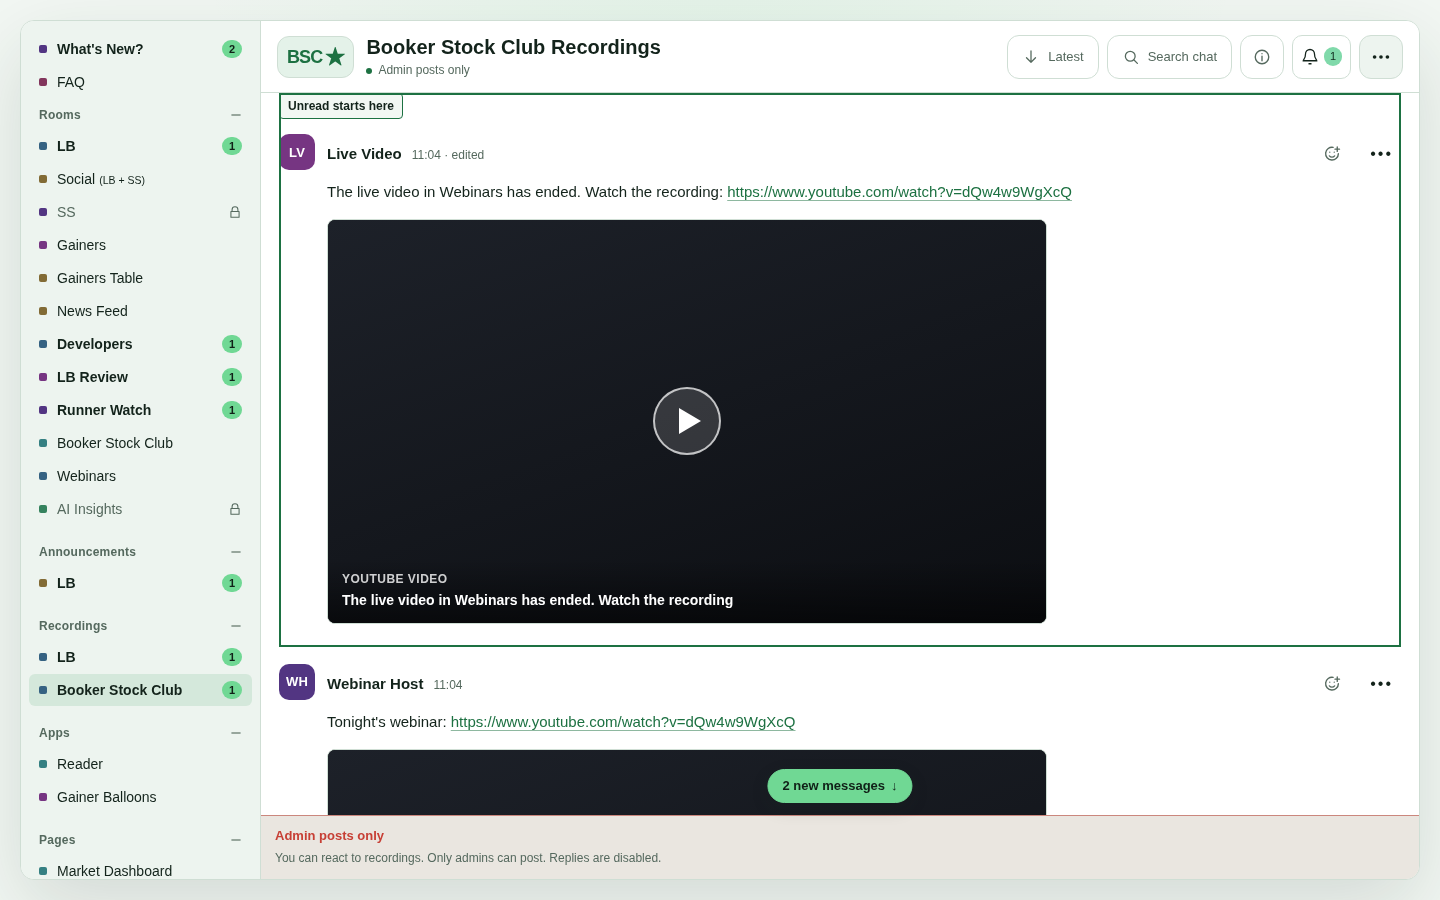 What's New? 2
FAQ
Rooms
LB 1
Social (LB + SS)
SS
Gainers
Gainers Table
News Feed
Developers 1
LB Review 1
Runner Watch 1
Booker Stock Club
Webinars
AI Insights
Announcements
LB 1
Recordings
LB 1
Booker Stock Club 1
Apps
Reader
Gainer Balloons
Pages
Market Dashboard
BSC★
Booker Stock Club Recordings
Admin posts only
↓ Latest
Search chat
1
Unread starts here
LV
Live Video 11:04 · edited
The live video in Webinars has ended. Watch the recording: https://www.youtube.com/watch?v=dQw4w9WgXcQ
YOUTUBE VIDEO
The live video in Webinars has ended. Watch the recording
WH
Webinar Host 11:04
Tonight's webinar: https://www.youtube.com/watch?v=dQw4w9WgXcQ
2 new messages ↓
Admin posts only
You can react to recordings. Only admins can post. Replies are disabled.